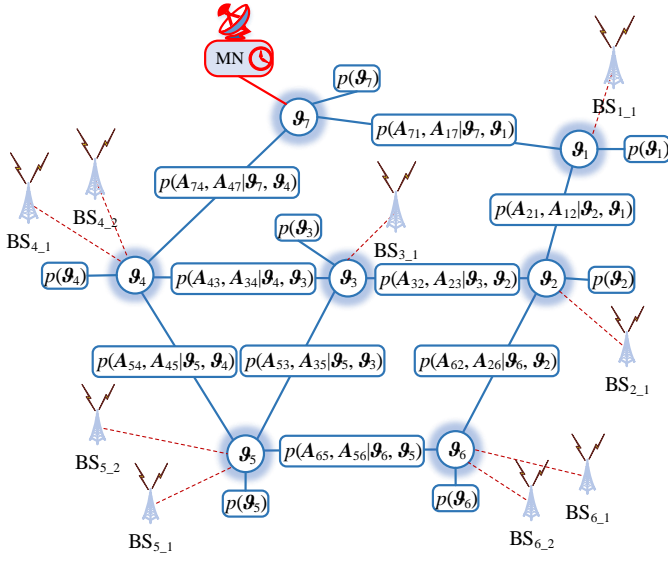 MN
p(𝝑₇)
𝝑₇
p(A₇₁, A₁₇|𝝑₇, 𝝑₁)
BS₁_₁
𝝑₁
p(𝝑₁)
p(A₇₄, A₄₇|𝝑₇, 𝝑₄)
BS₄_₂
BS₄_₁
p(A₂₁, A₁₂|𝝑₂, 𝝑₁)
p(𝝑₃)
BS₃_₁
p(𝝑₄)
𝝑₄
p(A₄₃, A₃₄|𝝑₄, 𝝑₃)
𝝑₃
p(A₃₂, A₂₃|𝝑₃, 𝝑₂)
𝝑₂
p(𝝑₂)
p(A₅₄, A₄₅|𝝑₅, 𝝑₄)
p(A₅₃, A₃₅|𝝑₅, 𝝑₃)
p(A₆₂, A₂₆|𝝑₆, 𝝑₂)
BS₂_₁
BS₅_₂
𝝑₅
p(A₆₅, A₅₆|𝝑₆, 𝝑₅)
𝝑₆
p(𝝑₅)
p(𝝑₆)
BS₆_₁
BS₅_₁
BS₆_₂